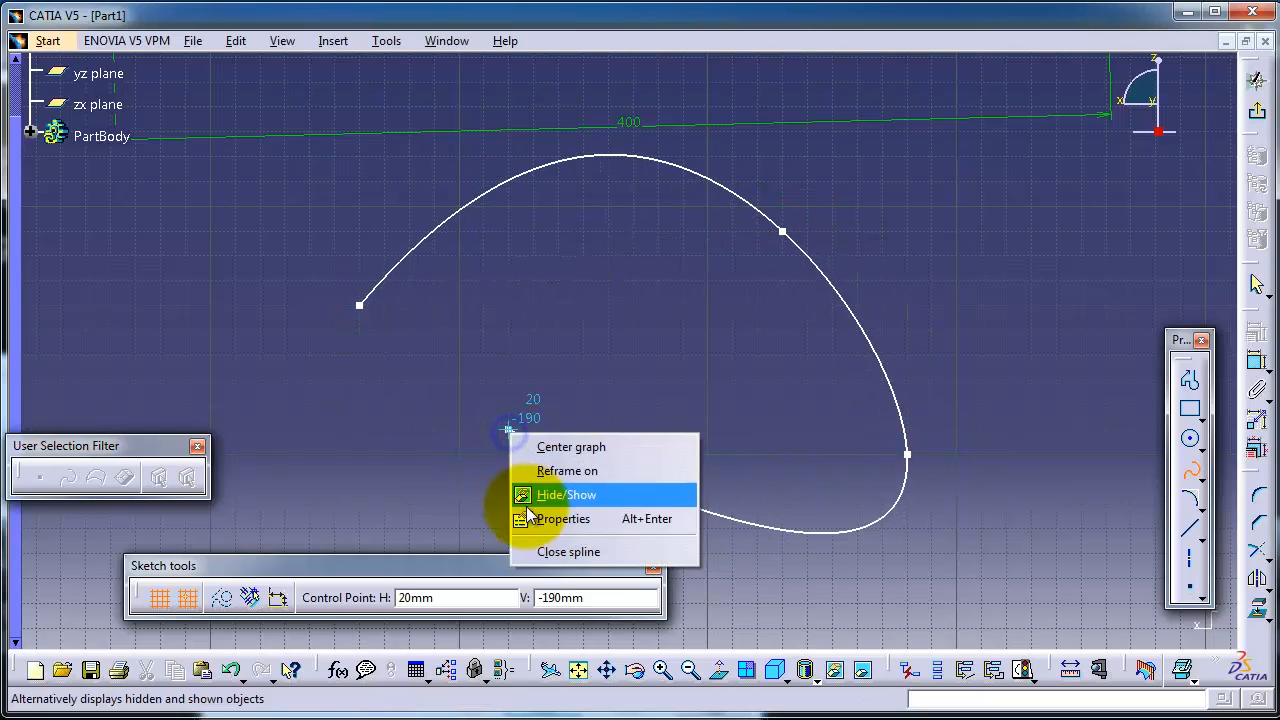 CATIA V5 - [Part1]
Start ENOVIA V5 VPM File Edit View Insert Tools Window Help
yz plane
zx plane
PartBody
400
z
x y
Pr...
20
-190
Center graph
Reframe on
Hide/Show
Properties Alt+Enter
Close spline
User Selection Filter
Sketch tools
Control Point: H: 20mm V: -190mm
x
f(x)
CATIA
Alternatively displays hidden and shown objects